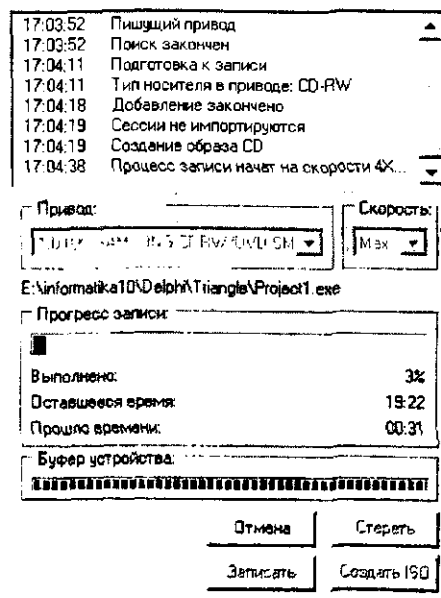 17:03:52 Пишущий привод
17:03:52 Поиск закончен
17:04:11 Подготовка к записи
17:04:11 Тип носителя в приводе: CD-RW
17:04:18 Добавление закончено
17:04:19 Сессии не импортируются
17:04:19 Создание образа CD
17:04:38 Процесс записи начат на скорости 4X...
Привод: Скорость:
CD-RW/DVD SM Max
E:\informatika10\Delphi\Triangle\Project1.exe
Прогресс записи:
Выполнено: 3%
Оставшееся время: 19:22
Прошло времени: 00:31
Буфер устройства:
Отмена Стереть
Записать Создать ISO